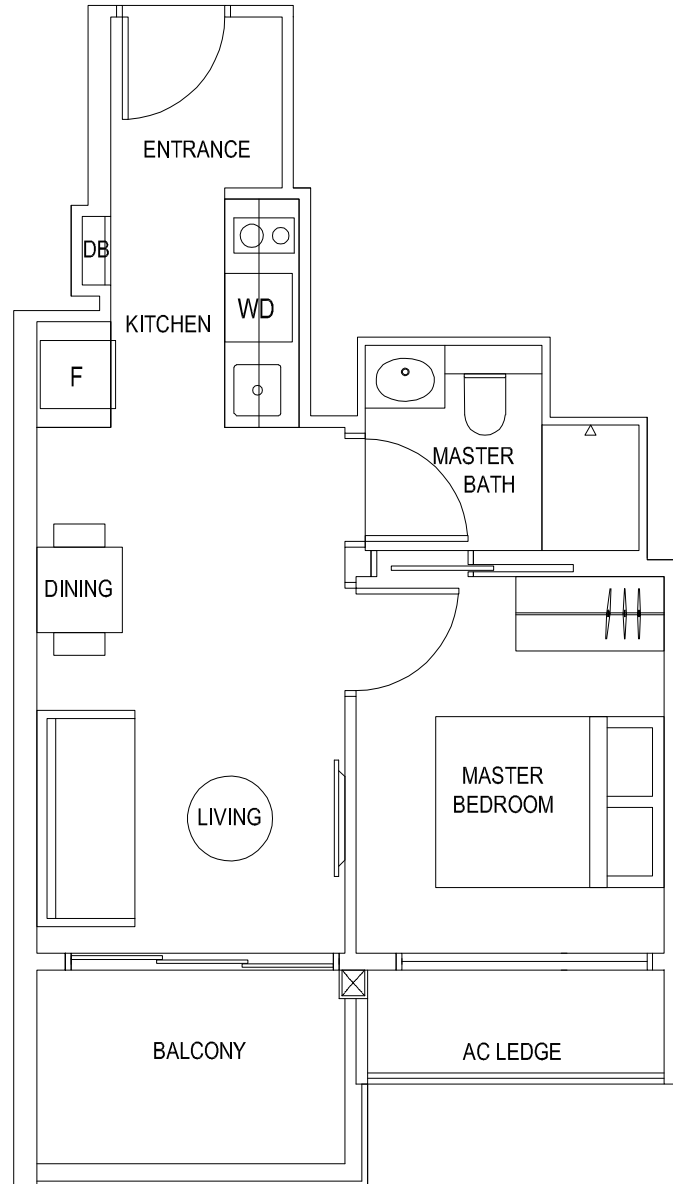 ENTRANCE
DB
KITCHEN
WD
F
MASTER
BATH
DINING
MASTER
BEDROOM
LIVING
BALCONY
AC LEDGE